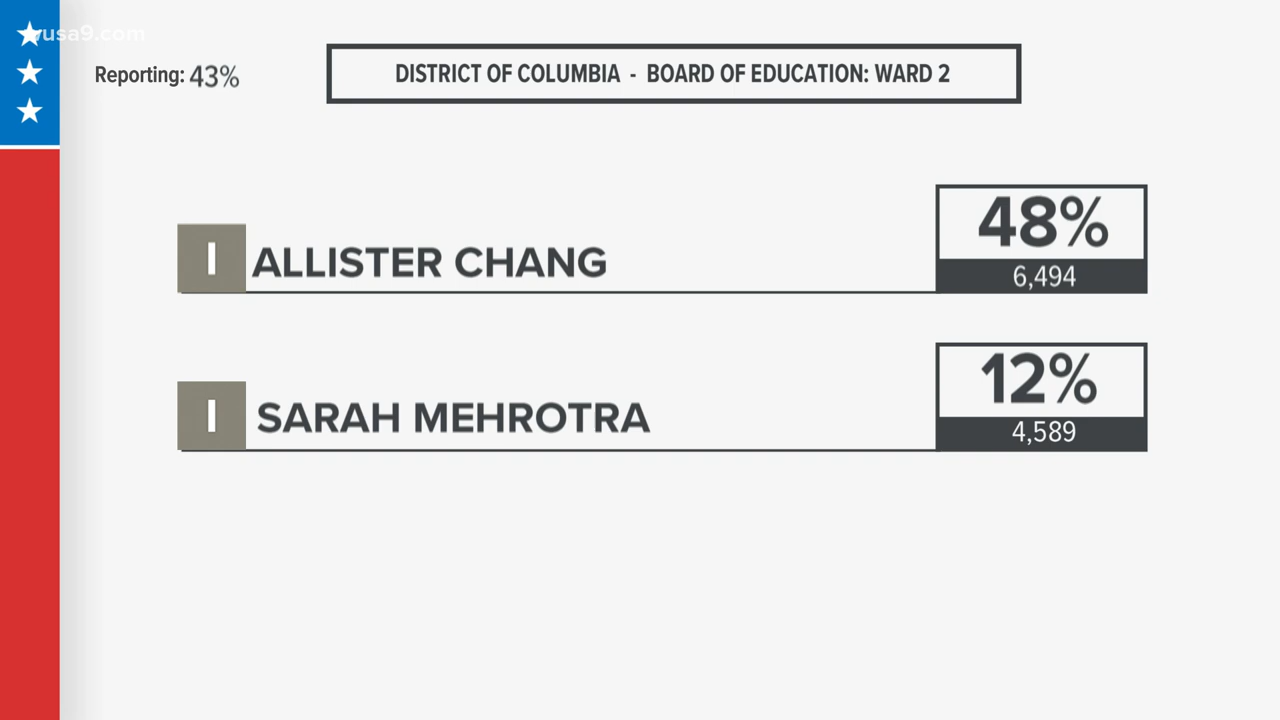 wusa9.com
Reporting: 43%
DISTRICT OF COLUMBIA - BOARD OF EDUCATION: WARD 2
48%
I ALLISTER CHANG
6,494
12%
I SARAH MEHROTRA
4,589